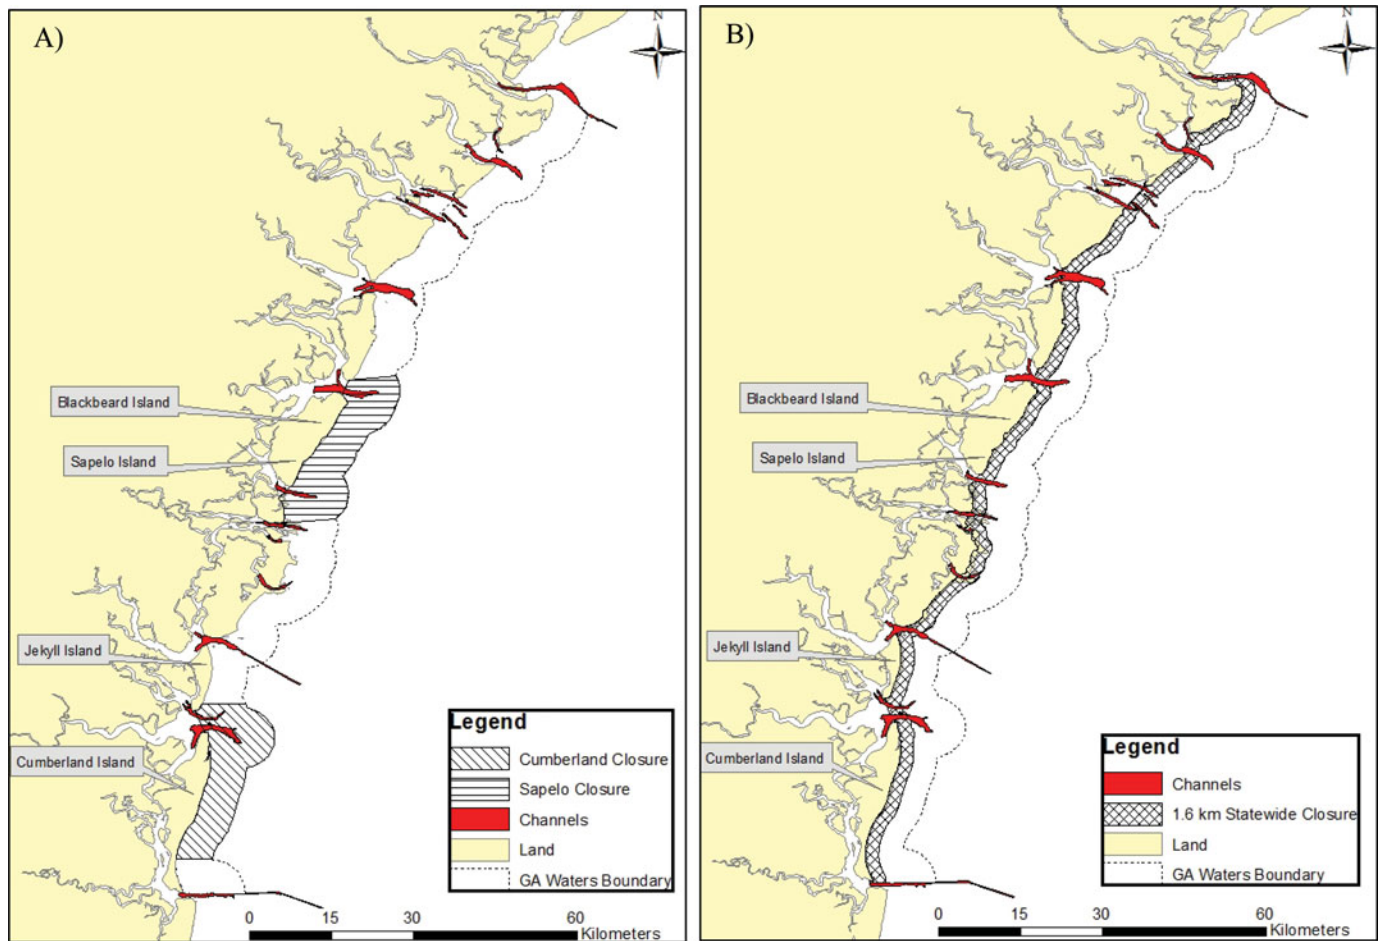 A)
N
Blackbeard Island
Sapelo Island
Jekyll Island
Cumberland Island
Legend
Cumberland Closure
Sapelo Closure
Channels
Land
GA Waters Boundary
0 15 30 60
Kilometers
B)
N
Blackbeard Island
Sapelo Island
Jekyll Island
Cumberland Island
Legend
Channels
1.6 km Statewide Closure
Land
GA Waters Boundary
0 15 30 60
Kilometers